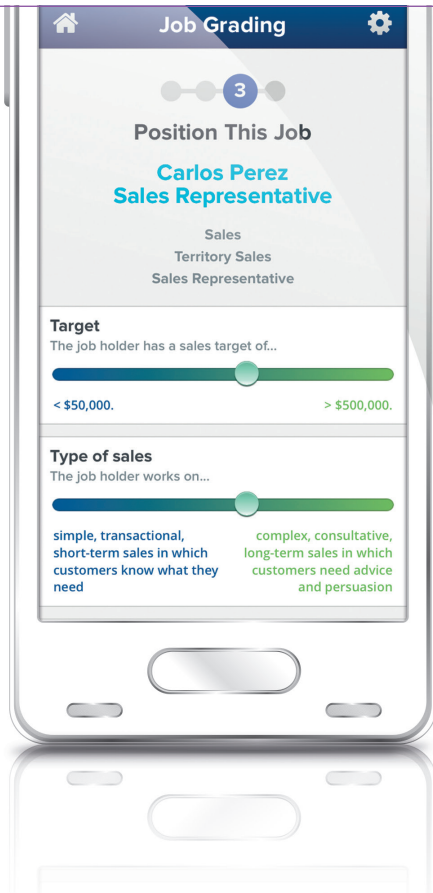 Job Grading
3
Position This Job
Carlos Perez
Sales Representative
Sales
Territory Sales
Sales Representative
Target
The job holder has a sales target of...
< $50,000.
> $500,000.
Type of sales
The job holder works on...
simple, transactional,
short-term sales in which
customers know what they
need
complex, consultative,
long-term sales in which
customers need advice
and persuasion